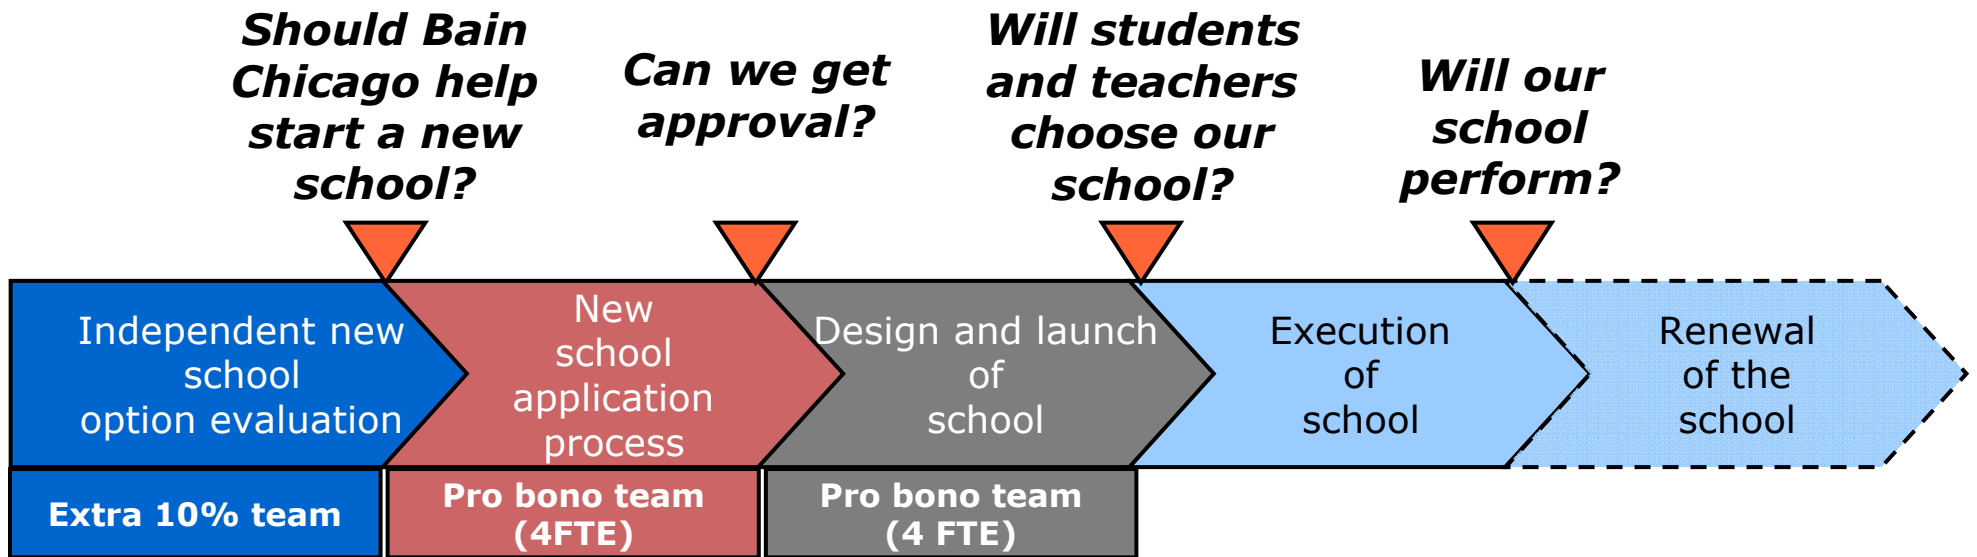 Should Bain
Chicago help
start a new
school?
Can we get
approval?
Will students
and teachers
choose our
school?
Will our
school
perform?
Independent new
school
option evaluation
New
school
application
process
Design and launch
of
school
Execution
of
school
Renewal
of the
school
Extra 10% team
Pro bono team
(4FTE)
Pro bono team
(4 FTE)